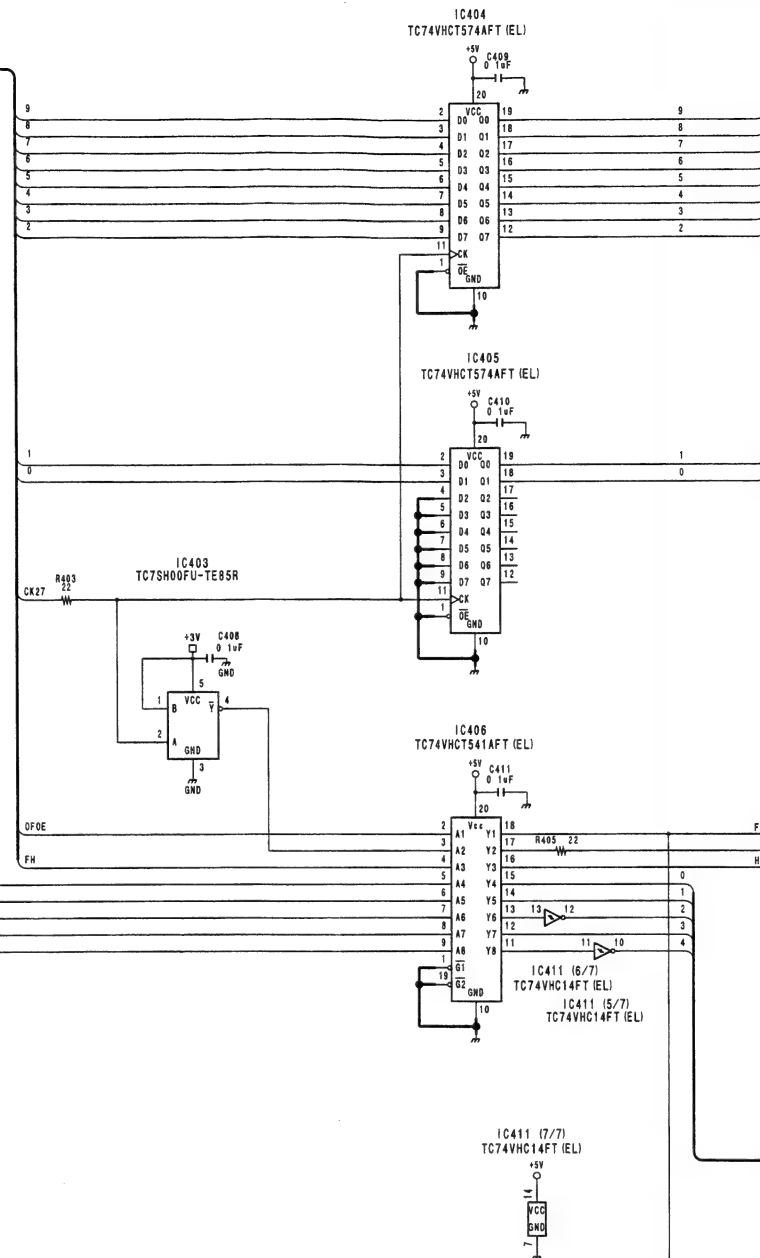 IC404
TC74VHCT574AFT (EL)
+5V
C409
0.1uF
20
VCC
9 2 D0 Q0 19 9
8 3 D1 Q1 18 8
7 4 D2 Q2 17 7
6 5 D3 Q3 16 6
5 6 D4 Q4 15 5
4 7 D5 Q5 14 4
3 8 D6 Q6 13 3
2 9 D7 Q7 12 2
11 CK
1 OE
GND
10
IC405
TC74VHCT574AFT (EL)
+5V
C410
0.1uF
20
VCC
1 2 D0 Q0 19 1
0 3 D1 Q1 18 0
4 D2 Q2 17
5 D3 Q3 16
6 D4 Q4 15
7 D5 Q5 14
8 D6 Q6 13
9 D7 Q7 12
11 CK
1 OE
GND
10
IC403
TC7SH00FU-TE85R
CK27
R403
22
+3V
C408
0.1uF
GND
5
VCC
1 B Y 4
2 A
GND
3
GND
IC406
TC74VHCT541AFT (EL)
+5V
C411
0.1uF
20
Vcc
OFOE 2 A1 Y1 18 F
3 A2 Y2 17 R405 22
FH 4 A3 Y3 16 H
5 A4 Y4 15 0
6 A5 Y5 14 1
7 A6 Y6 13 13 12 2
8 A7 Y7 12 3
9 A8 Y8 11 11 10 4
1 G1
19 G2
GND
10
IC411 (6/7)
TC74VHC14FT (EL)
IC411 (5/7)
TC74VHC14FT (EL)
IC411 (7/7)
TC74VHC14FT (EL)
+5V
14
VCC
GND
7